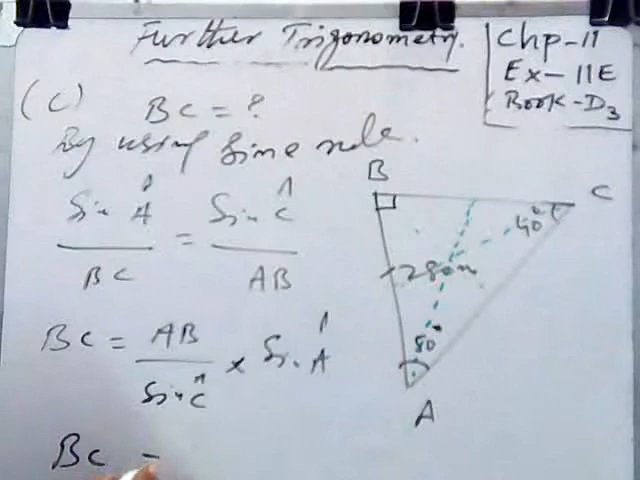 Further Trigonometry.
Chp-11
Ex-11E
Book-D3
(C) BC = ?
By using Sine rule.
Sin Â / BC = Sin Ĉ / AB
BC = AB / Sin Ĉ × Sin Â
BC =
B
C
40°
280m
80°
A